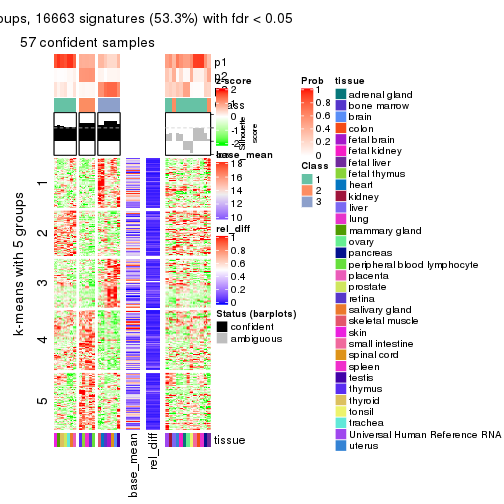 oups, 16663 signatures (53.3%) with fdr < 0.05
57 confident samples
p1
p2
z-score
2
1
0
-1
-2
Class
Silhouette
score
base_mean
18
16
14
12
10
rel_diff
1
0.8
0.6
0.4
0.2
0
Status (barplots)
confident
ambiguous
k-means with 5 groups
1
2
3
4
5
tissue
base_mean
rel_diff
Prob
1
0.8
0.6
0.4
0.2
0
Class
1
2
3
tissue
adrenal gland
bone marrow
brain
colon
fetal brain
fetal kidney
fetal liver
fetal thymus
heart
kidney
liver
lung
mammary gland
ovary
pancreas
peripheral blood lymphocyte
placenta
prostate
retina
salivary gland
skeletal muscle
skin
small intestine
spinal cord
spleen
testis
thymus
thyroid
tonsil
trachea
Universal Human Reference RNA
uterus